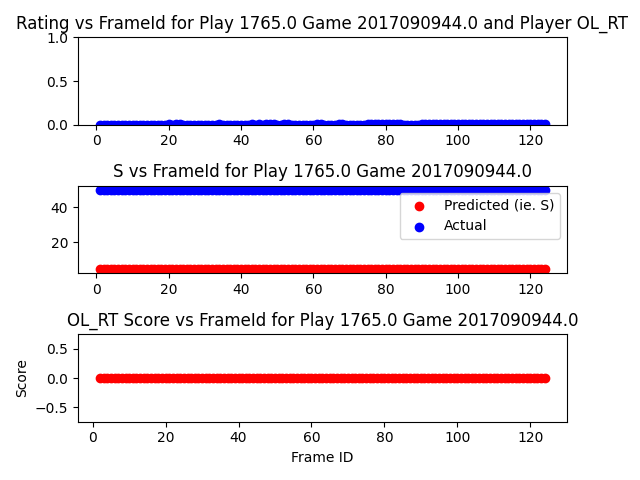 Rating vs FrameId for Play 1765.0 Game 2017090944.0 and Player OL_RT
1.0
0.5
0.0
0 20 40 60 80 100 120
S vs FrameId for Play 1765.0 Game 2017090944.0
40
20
Predicted (ie. S)
Actual
0 20 40 60 80 100 120
OL_RT Score vs FrameId for Play 1765.0 Game 2017090944.0
Score
0.5
0.0
−0.5
0 20 40 60 80 100 120
Frame ID